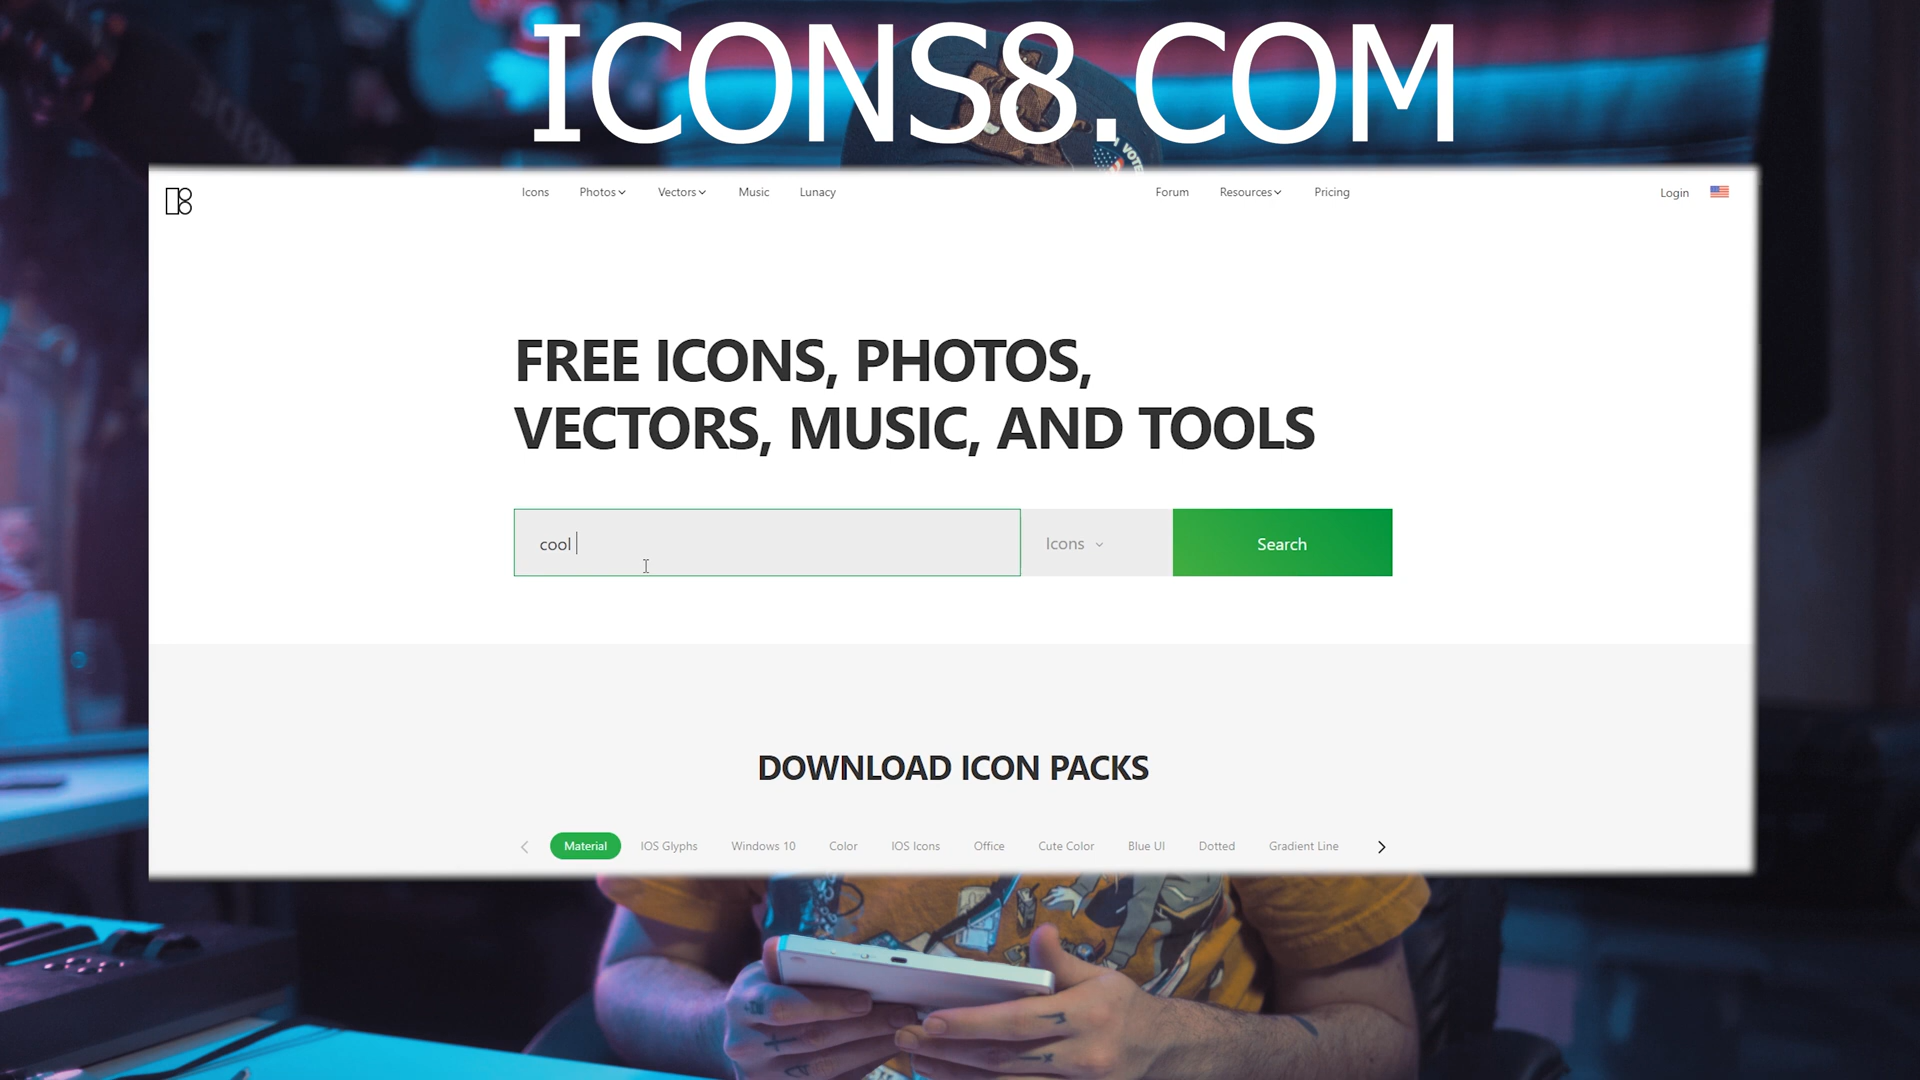 ICONS8.COM
VOTE
Icons Photos Vectors Music Lunacy Forum Resources Pricing Login
FREE ICONS, PHOTOS,
VECTORS, MUSIC, AND TOOLS
cool Icons Search
DOWNLOAD ICON PACKS
Material IOS Glyphs Windows 10 Color IOS Icons Office Cute Color Blue UI Dotted Gradient Line